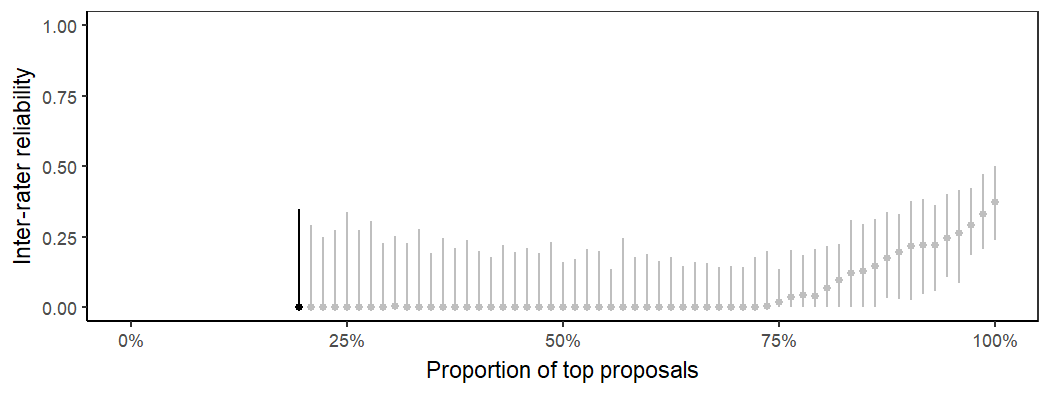 1.00
0.75
0.50
0.25
0.00
Inter-rater reliability
0% 25% 50% 75% 100%
Proportion of top proposals